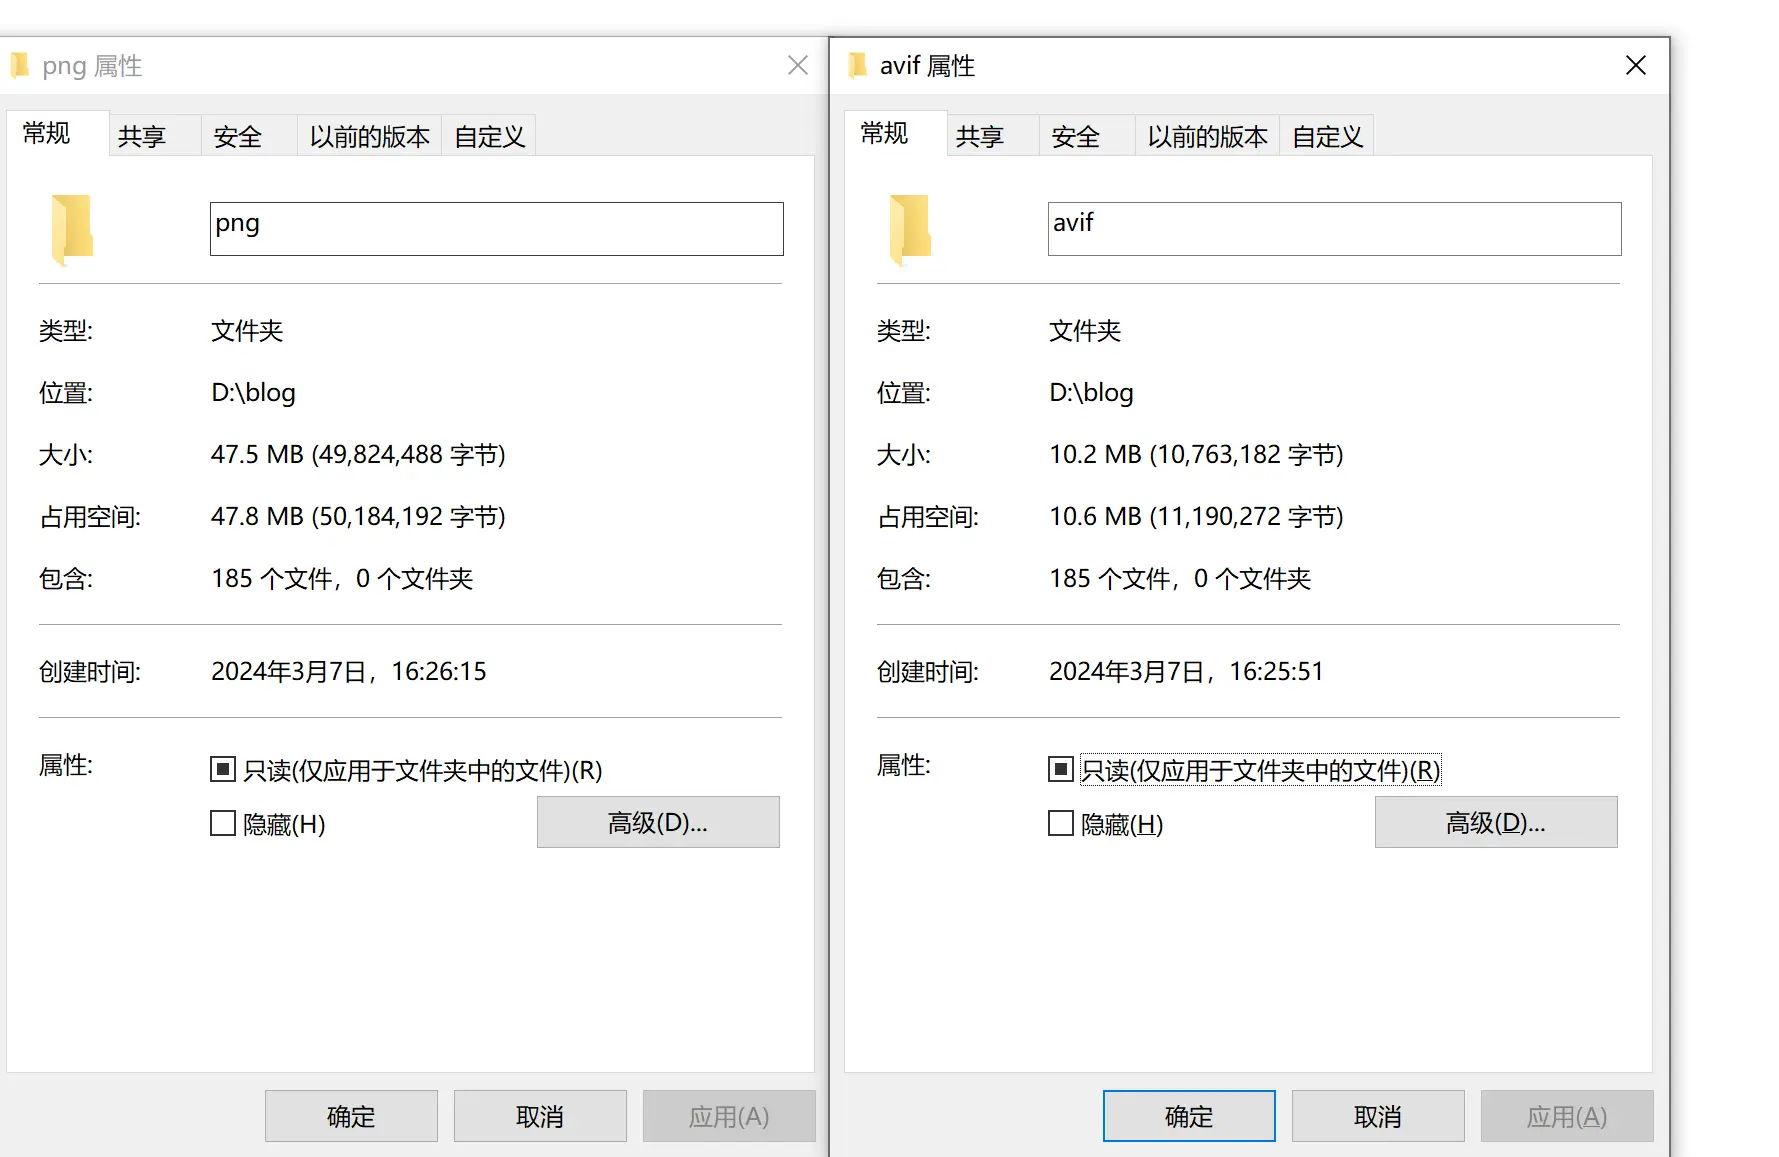 png 属性
常规 共享 安全 以前的版本 自定义
png
类型: 文件夹
位置: D:\blog
大小: 47.5 MB (49,824,488 字节)
占用空间: 47.8 MB (50,184,192 字节)
包含: 185 个文件，0 个文件夹
创建时间: 2024年3月7日，16:26:15
属性: 只读(仅应用于文件夹中的文件)(R)
隐藏(H) 高级(D)...
确定 取消 应用(A)
avif 属性
常规 共享 安全 以前的版本 自定义
avif
类型: 文件夹
位置: D:\blog
大小: 10.2 MB (10,763,182 字节)
占用空间: 10.6 MB (11,190,272 字节)
包含: 185 个文件，0 个文件夹
创建时间: 2024年3月7日，16:25:51
属性: 只读(仅应用于文件夹中的文件)(R)
隐藏(H) 高级(D)...
确定 取消 应用(A)